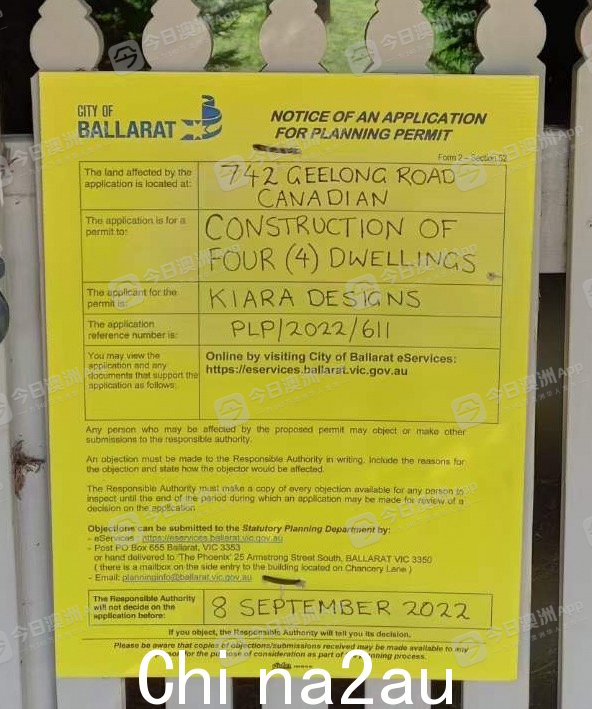 CITY OF
BALLARAT
NOTICE OF AN APPLICATION
FOR PLANNING PERMIT
Form 2 - Section 52
The land affected by the
application is located at:
742 GEELONG ROAD
CANADIAN
The application is for a
permit to:
CONSTRUCTION OF
FOUR (4) DWELLINGS
The applicant for the
permit is:
KIARA DESIGNS
The application
reference number is:
PLP/2022/611
You may view the
application and any
documents that support the
application as follows:
Online by visiting City of Ballarat eServices:
https://eservices.ballarat.vic.gov.au
Any person who may be affected by the proposed permit may object or make other
submissions to the responsible authority.
An objection must be made to the Responsible Authority in writing, include the reasons for
the objection and state how the objector would be affected.
The Responsible Authority must make a copy of every objection available for any person to
inspect until the end of the period during which an application may be made for review of a
decision on the application
Objections can be submitted to the Statutory Planning Department by:
- eServices https://eservices.ballarat.vic.gov.au
- Post PO Box 655 Ballarat, VIC 3353
or hand delivered to 'The Phoenix' 25 Armstrong Street South, BALLARAT VIC 3350
( there is a mailbox on the side entry to the building located on Chancery Lane )
- Email: planninginfo@ballarat.vic.gov.au
The Responsible Authority
will not decide on the
application before:
8 SEPTEMBER 2022
If you object, the Responsible Authority will tell you its decision.
Please be aware that copies of objections/submissions received may be made available to any
person for the purpose of consideration as part of the planning process.
今日澳洲App
Chi na2au